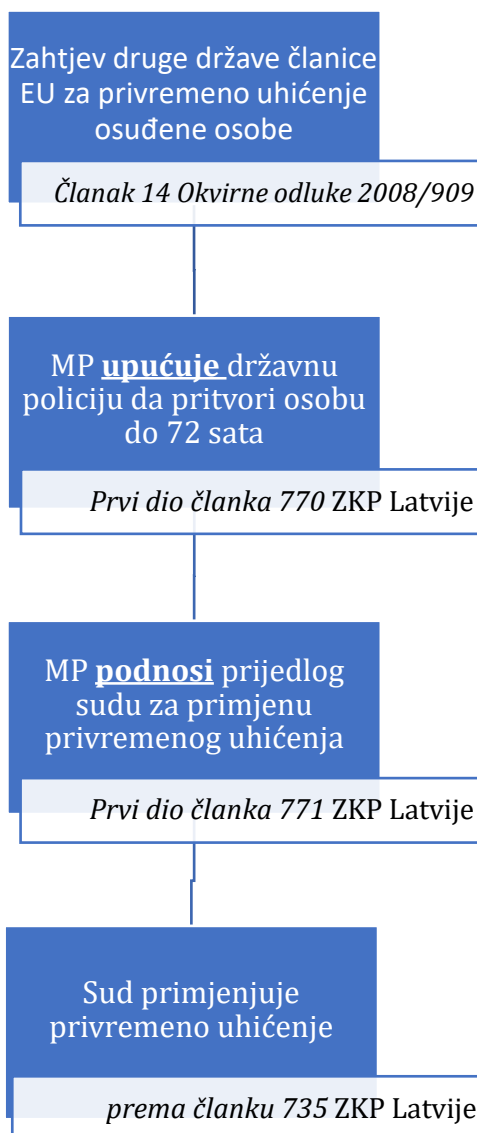 Zahtjev druge države članice
EU za privremeno uhićenje
osuđene osobe
Članak 14 Okvirne odluke 2008/909
MP upućuje državnu
policiju da pritvori osobu
do 72 sata
Prvi dio članka 770 ZKP Latvije
MP podnosi prijedlog
sudu za primjenu
privremenog uhićenja
Prvi dio članka 771 ZKP Latvije
Sud primjenjuje
privremeno uhićenje
prema članku 735 ZKP Latvije